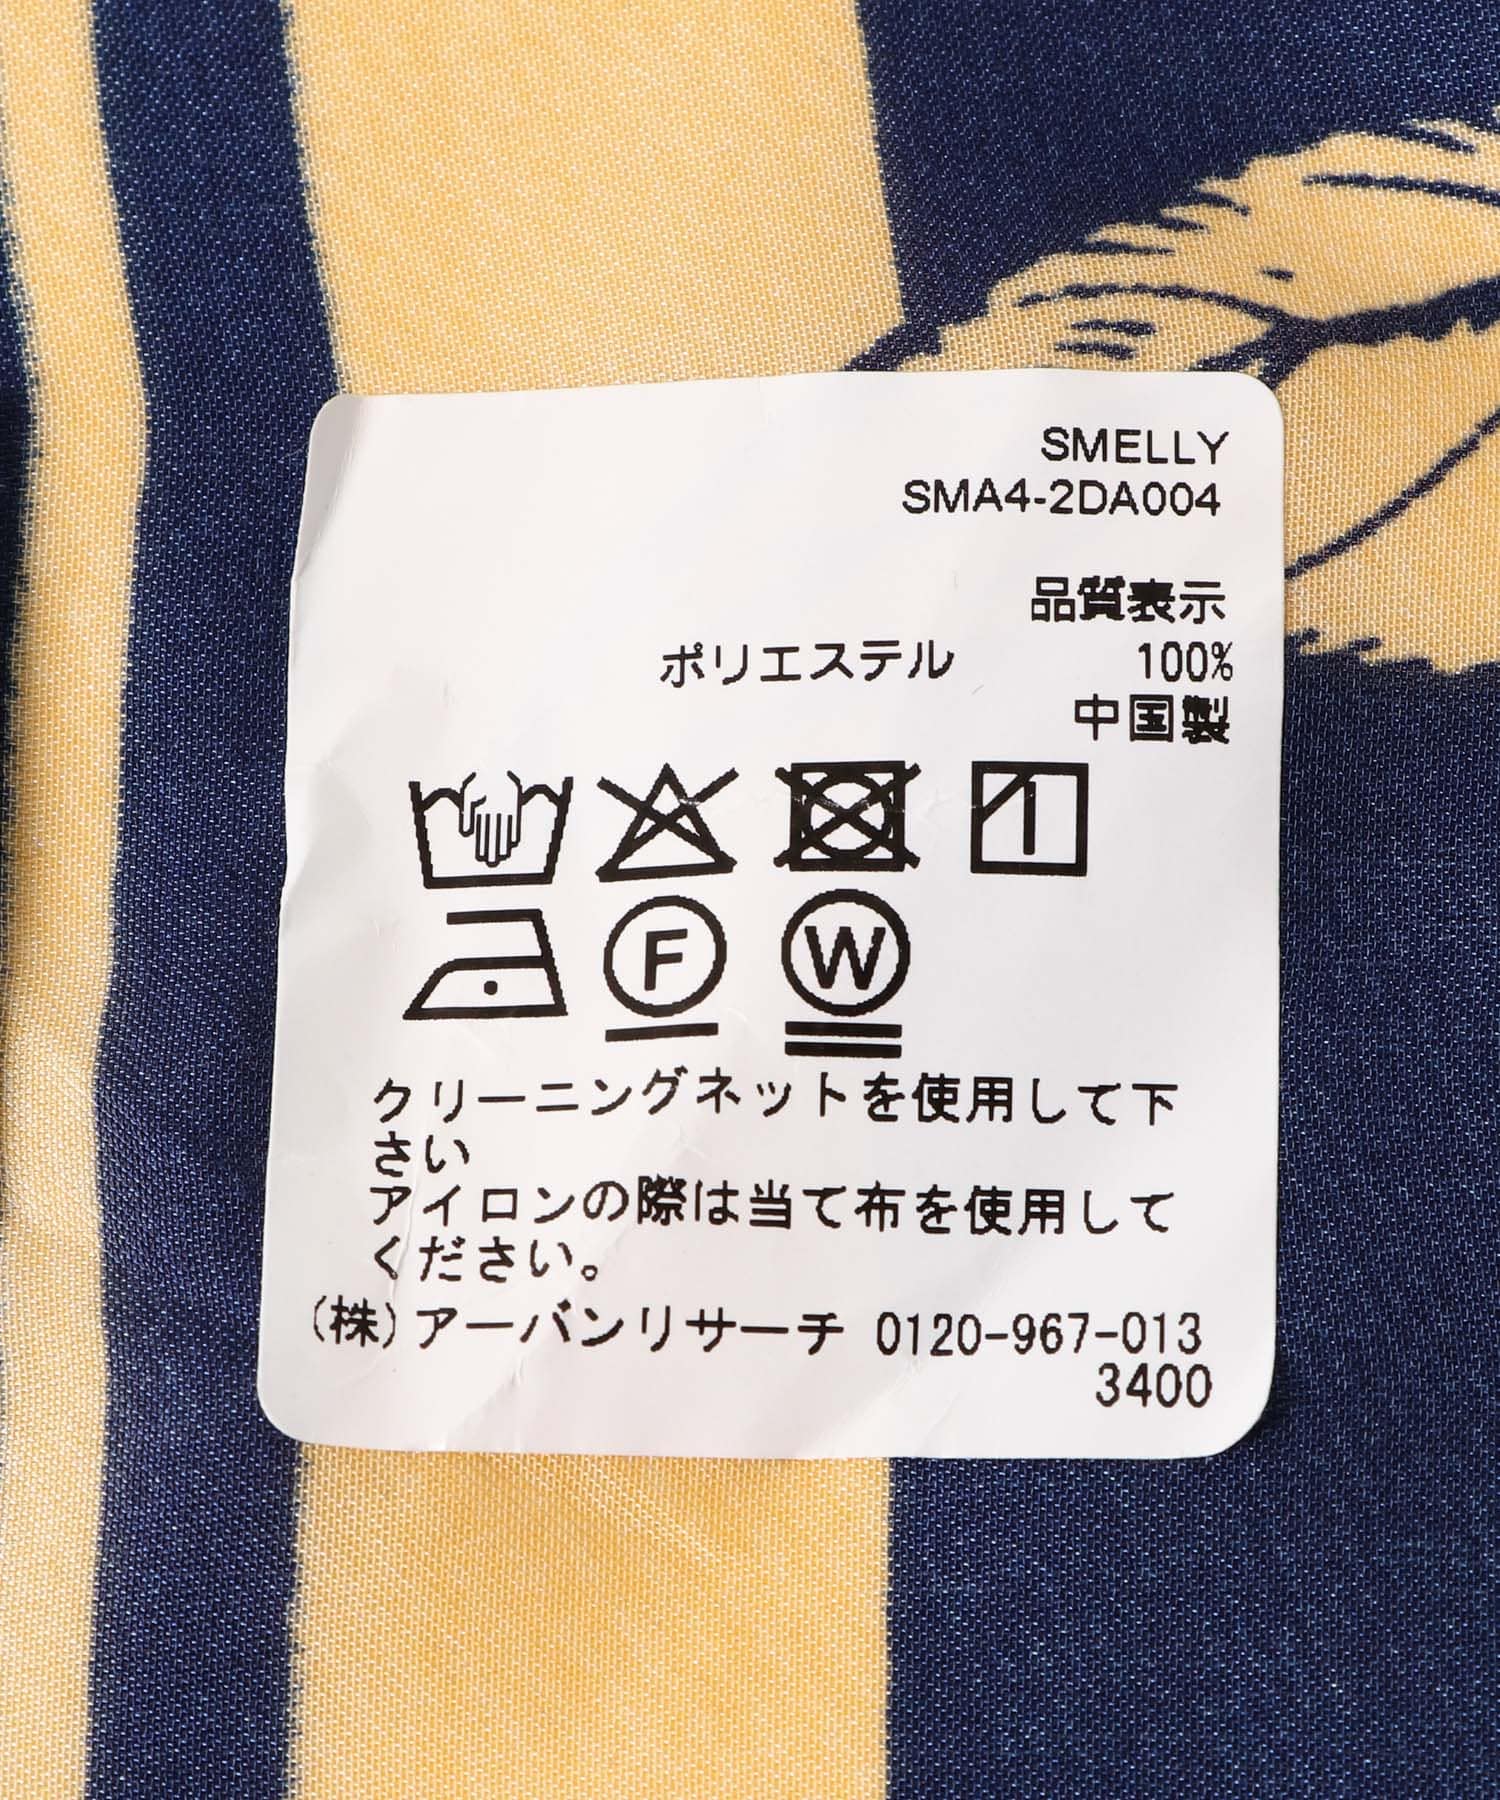 SMELLY
SMA4-2DA004
品質表示
ポリエステル 100%
中国製
F
W
クリーニングネットを使用して下
さい
アイロンの際は当て布を使用して
ください。
(株)アーバンリサーチ 0120-967-013
3400